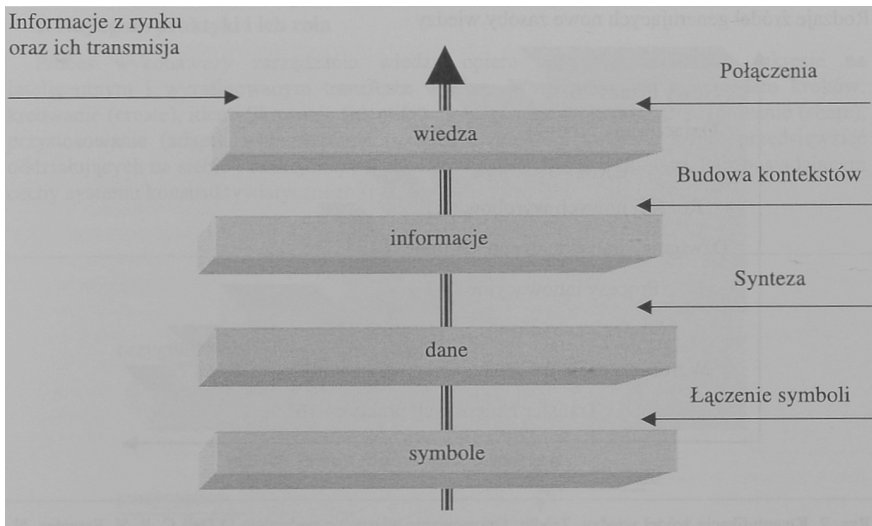 Informacje z rynku
oraz ich transmisja
Połączenia
wiedza
Budowa kontekstów
informacje
Synteza
dane
Łączenie symboli
symbole